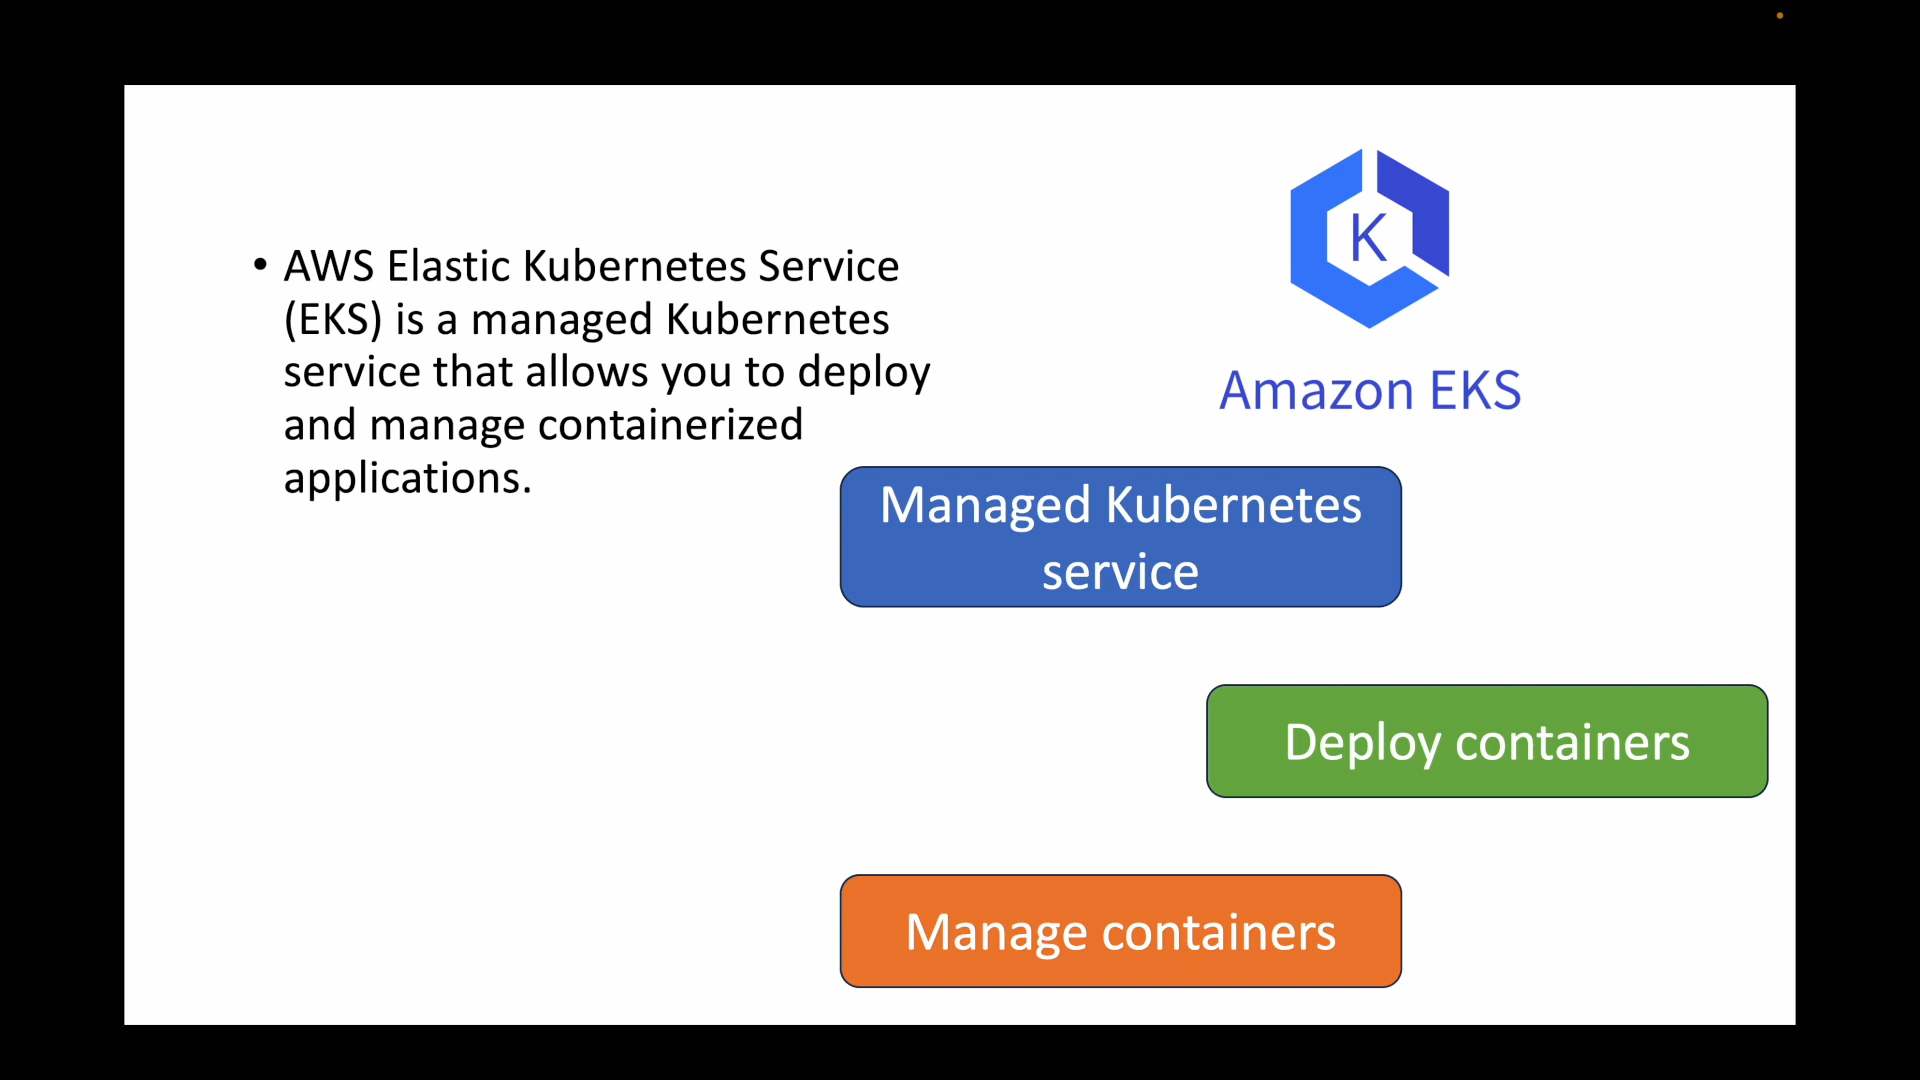 • AWS Elastic Kubernetes Service
(EKS) is a managed Kubernetes
service that allows you to deploy
and manage containerized
applications.
K
Amazon EKS
Managed Kubernetes
service
Deploy containers
Manage containers